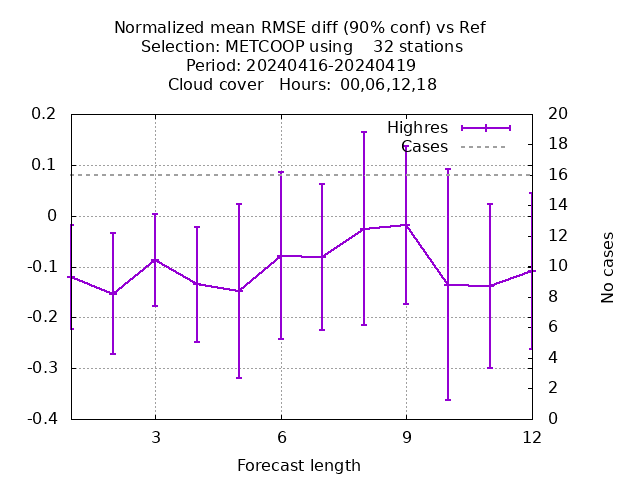 Normalized mean RMSE diff (90% conf) vs Ref
Selection: METCOOP using    32 stations
Period: 20240416-20240419
Cloud cover   Hours: 00,06,12,18
Highres
Cases
0.2
0.1
0
-0.1
-0.2
-0.3
-0.4
20
18
16
14
12
10
8
6
4
2
0
No cases
3
6
9
12
Forecast length